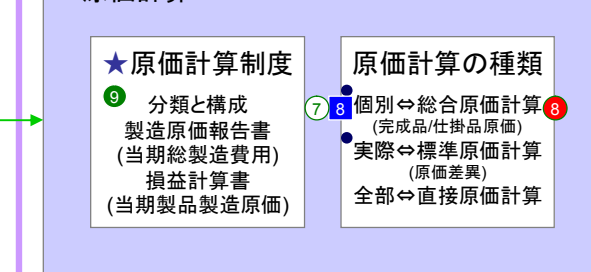 ★原価計算制度
9
分類と構成
製造原価報告書
(当期総製造費用)
損益計算書
(当期製品製造原価)
原価計算の種類
7 8 個別⇔総合原価計算 8
(完成品/仕掛品原価)
実際⇔標準原価計算
(原価差異)
全部⇔直接原価計算